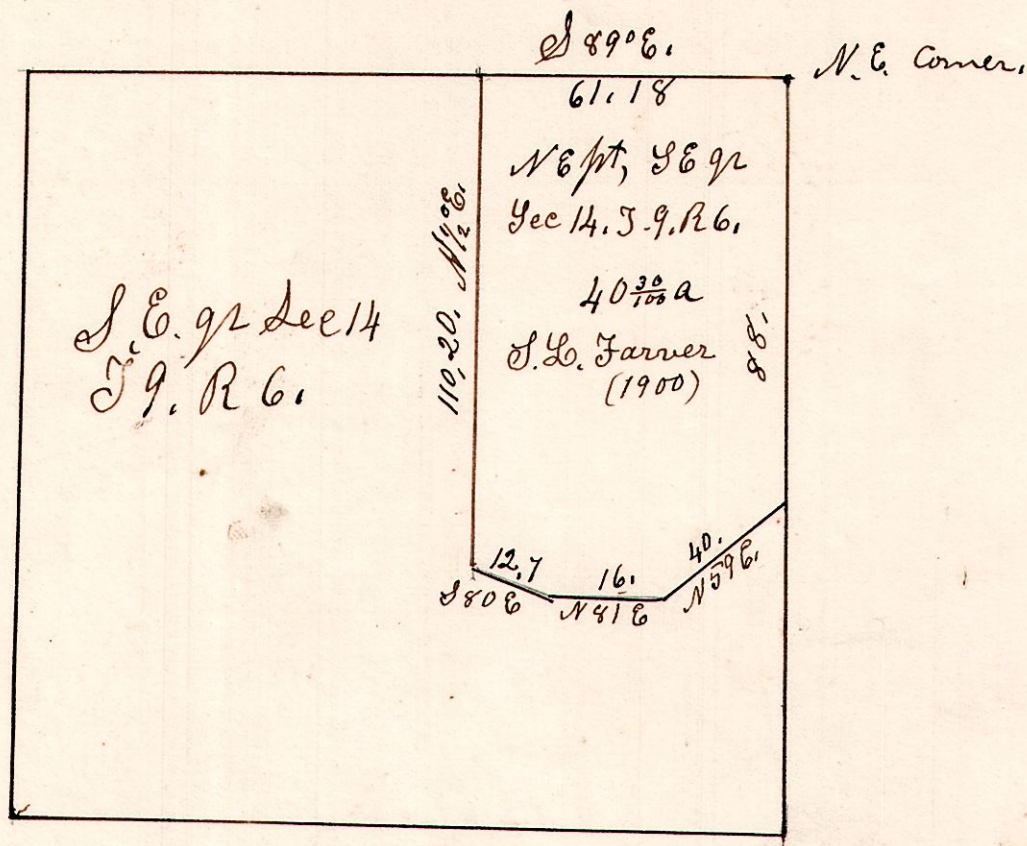 S 89° E.
N.E. Corner.
61.18
N E pt, S E qr
Sec 14. T. 9. R 6.
40 30/100 a
S. L. Farver
(1900)
110,20. N 1/2° E.
88.
S. E. qr Sec 14
T 9. R 6.
12,7
S 80 E
16.
N 81 E
40.
N 59 E.